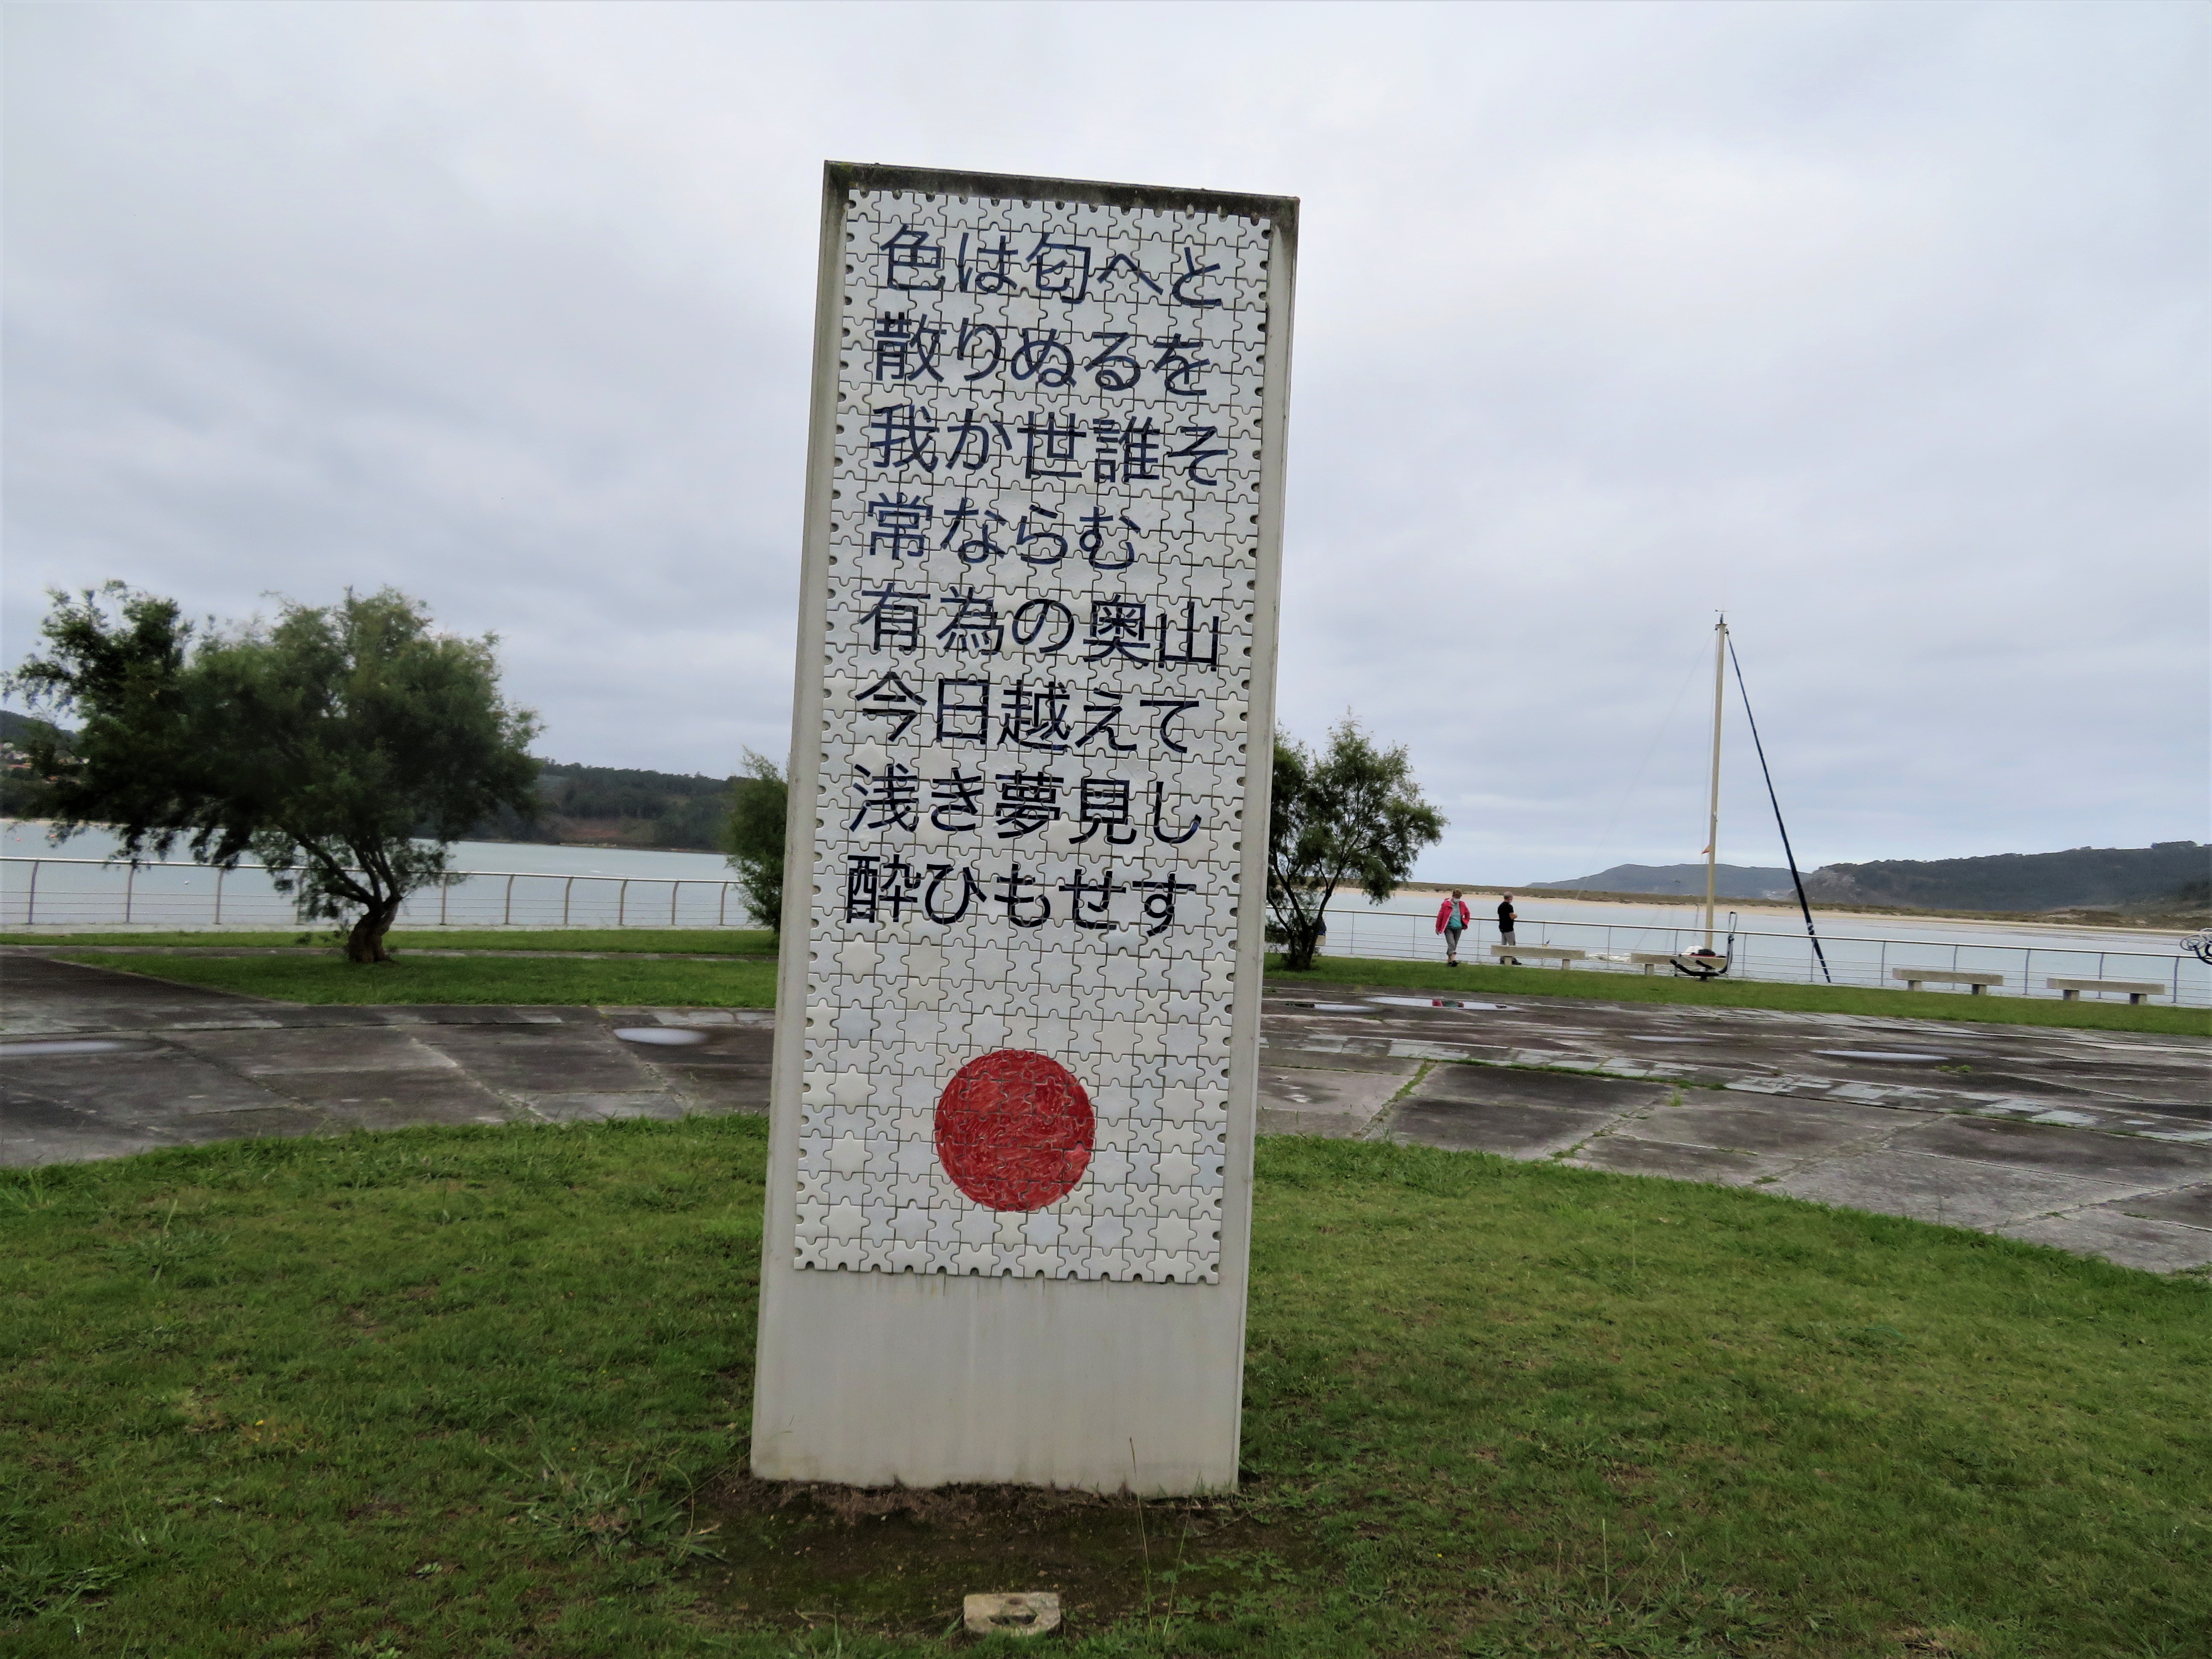 色は匂へと
散りぬるを
我か世誰そ
常ならむ
有為の奥山
今日越えて
浅き夢見し
酔ひもせす